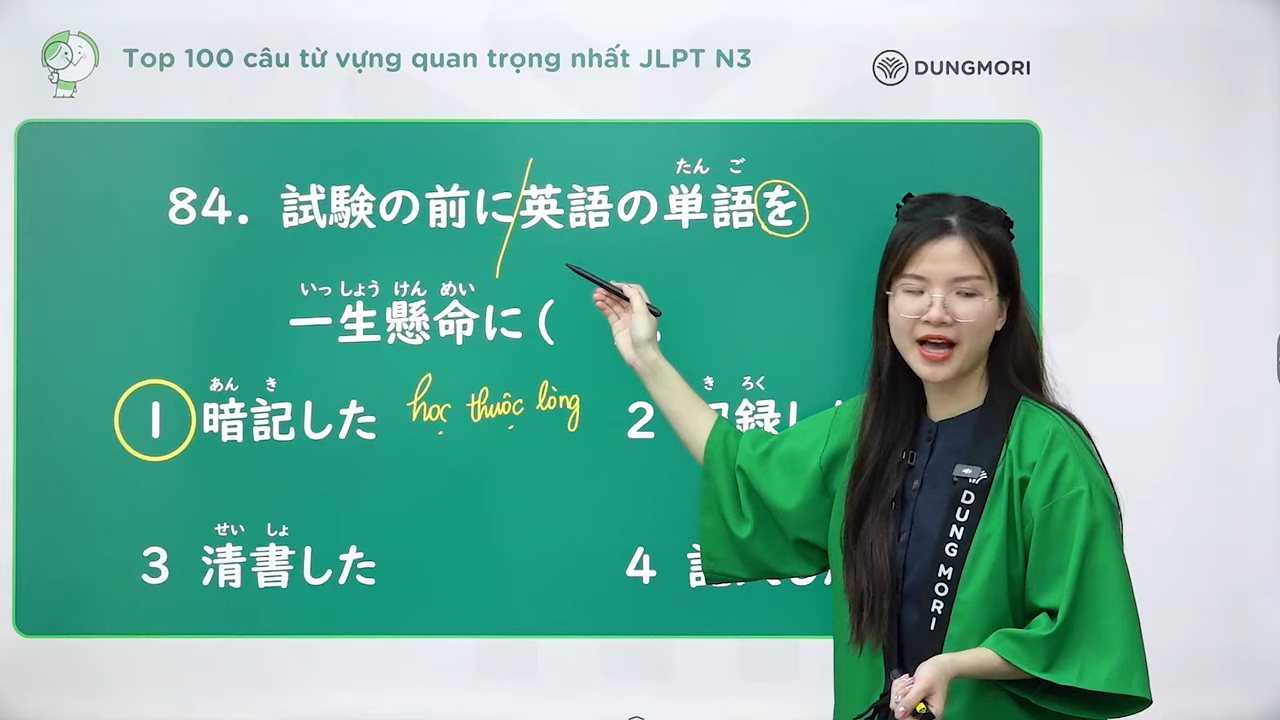 Top 100 câu từ vựng quan trọng nhất JLPT N3
DUNGMORI
たん ご
84. 試験の前に英語の単語を
いっ しょう けん めい
一生懸命に(
あん き
1 暗記した
học thuộc lòng
き ろく
2 録し
せい しょ
3 清書した
4
DUNG MORI